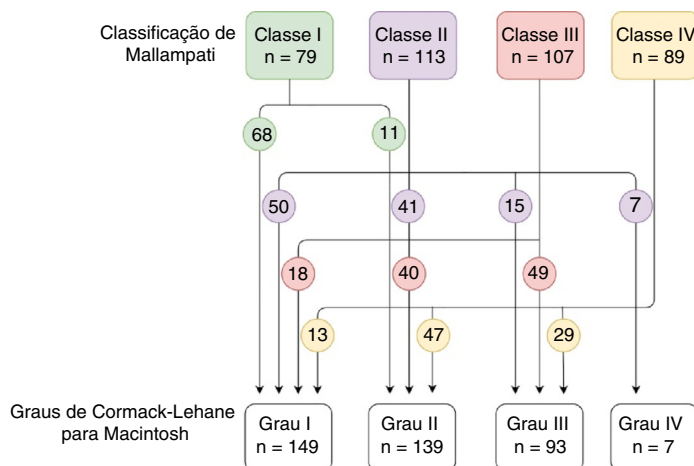 Classificação de
Mallampati
Classe I
n = 79
Classe II
n = 113
Classe III
n = 107
Classe IV
n = 89
68
11
50
41
15
7
18
40
49
13
47
29
Graus de Cormack-Lehane
para Macintosh
Grau I
n = 149
Grau II
n = 139
Grau III
n = 93
Grau IV
n = 7